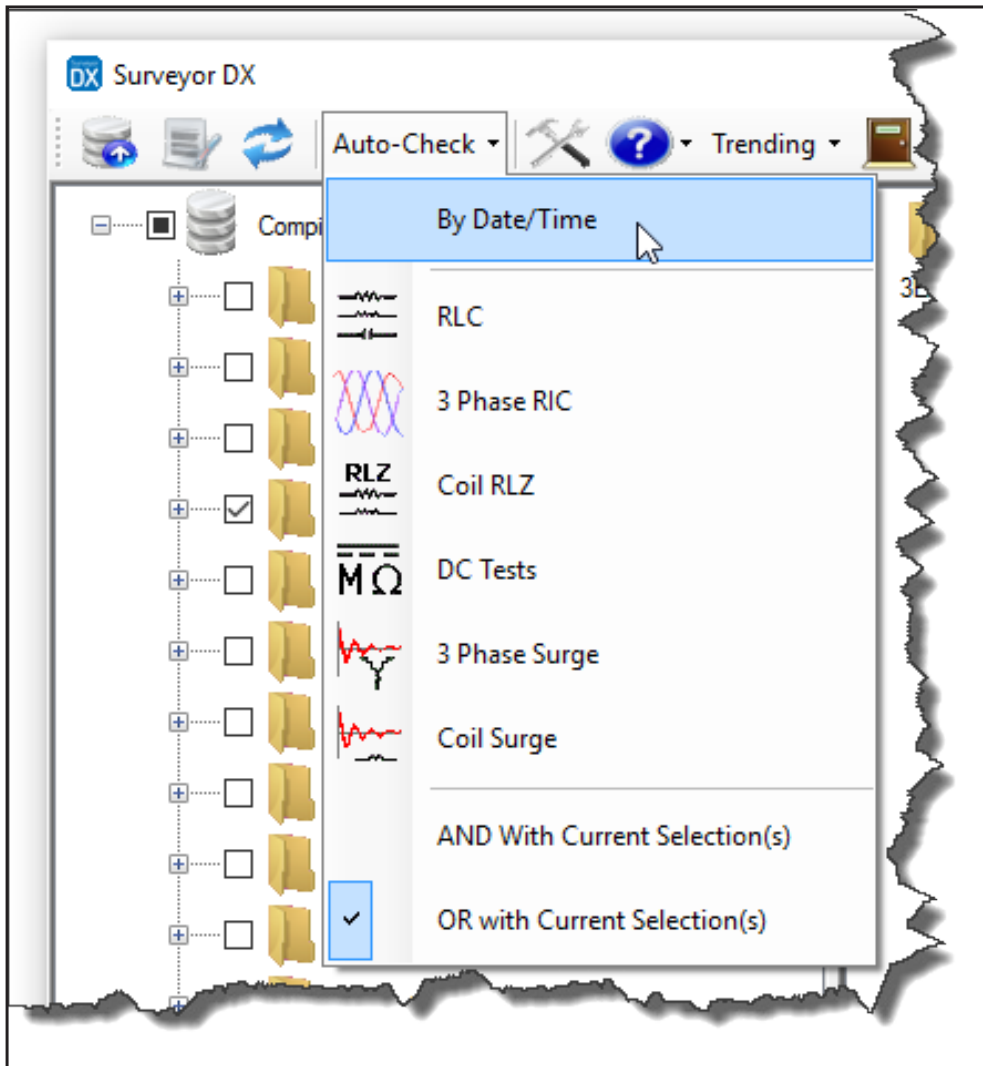 DX Surveyor DX
Auto-Check Trending
Compi
By Date/Time
RLC
3 Phase RIC
RLZ Coil RLZ
MΩ DC Tests
3 Phase Surge
Coil Surge
AND With Current Selection(s)
OR with Current Selection(s)